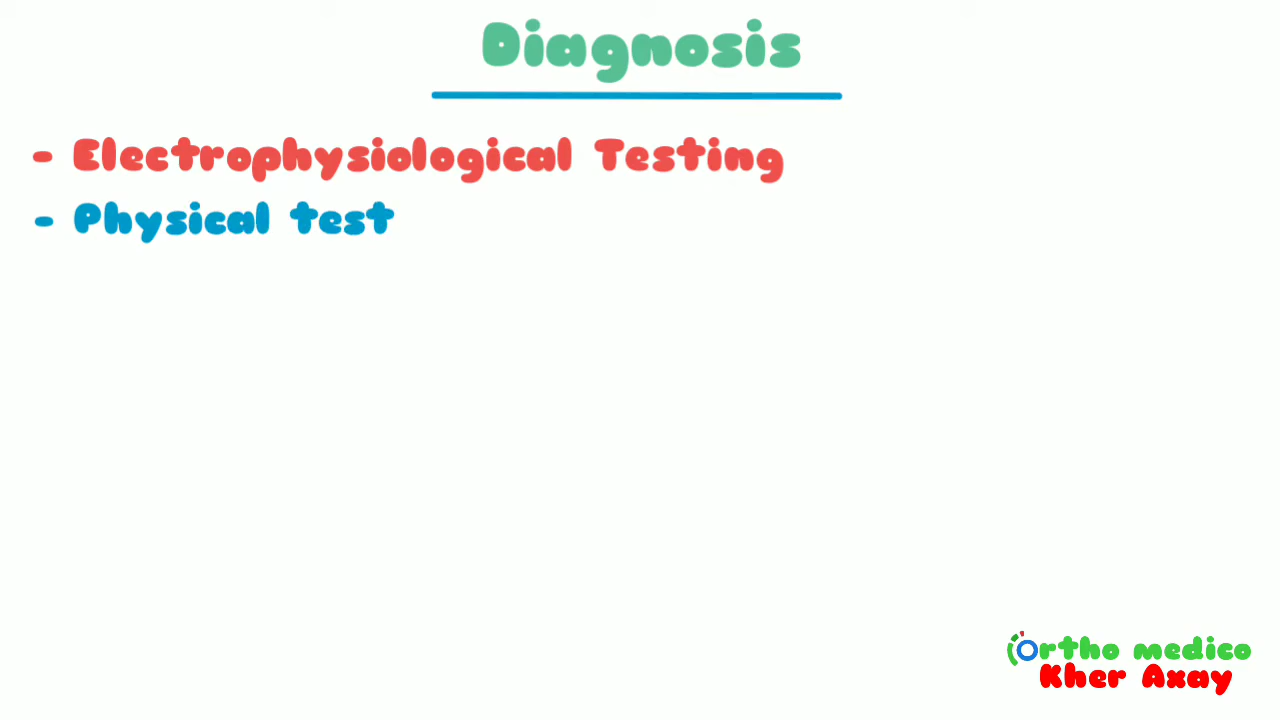 Diagnosis
- Electrophysiological Testing
- Physical test
Ortho medico
Kher Axay